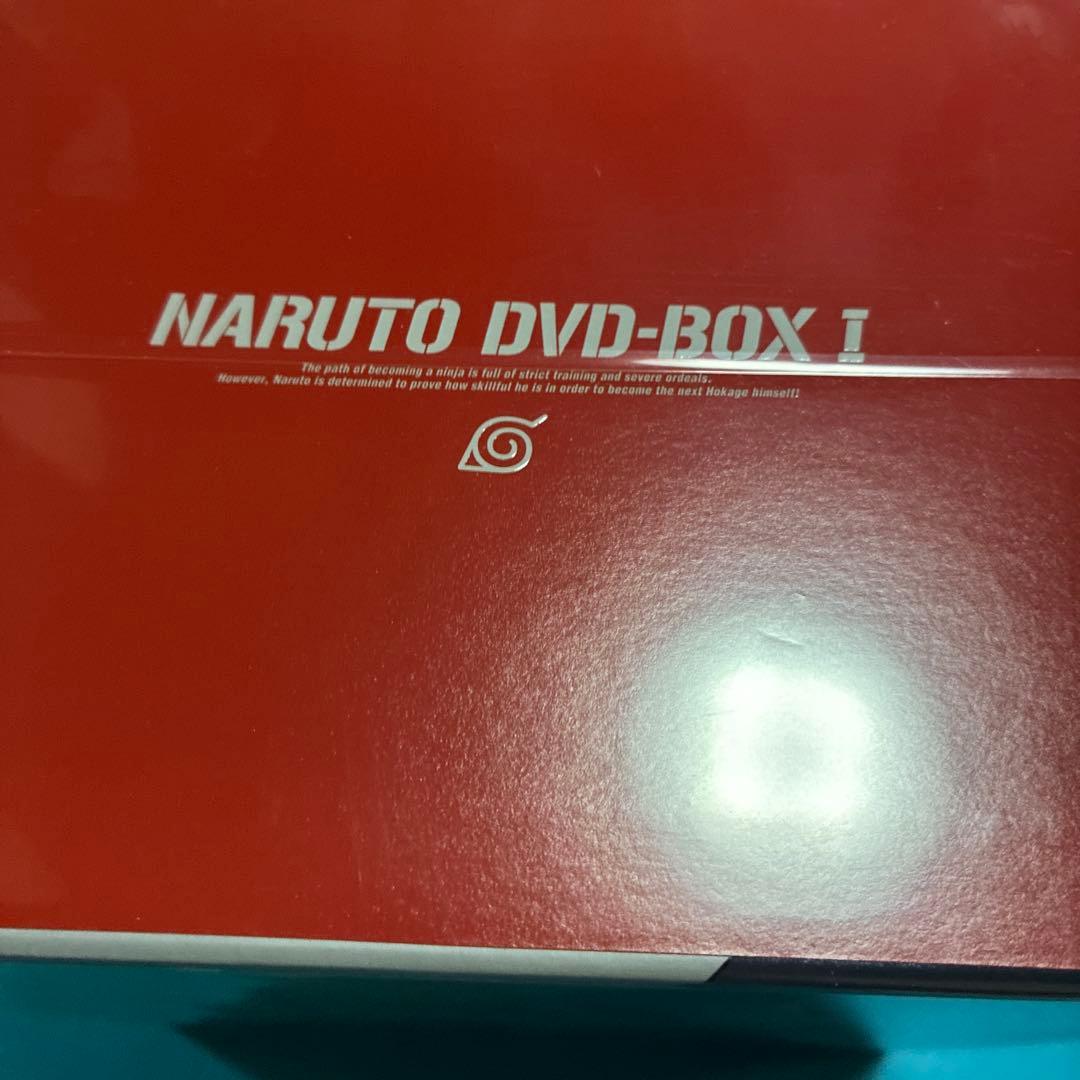 NARUTO DVD-BOX I
The path of becoming a ninja is full of strict training and severe ordeals.
However, Naruto is determined to prove how skillful he is in order to become the next Hokage himself!